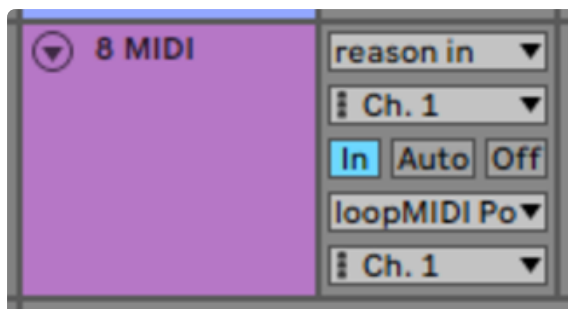 8 MIDI
reason in
Ch. 1
In Auto Off
loopMIDI Po
Ch. 1